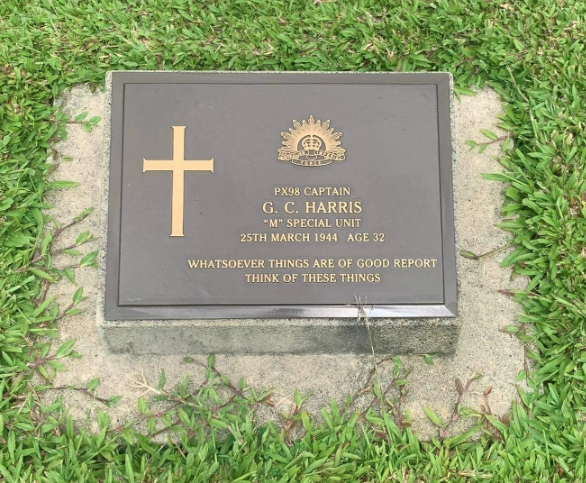 PX98 CAPTAIN
G. C. HARRIS
"M" SPECIAL UNIT
25TH MARCH 1944 AGE 32
WHATSOEVER THINGS ARE OF GOOD REPORT
THINK OF THESE THINGS